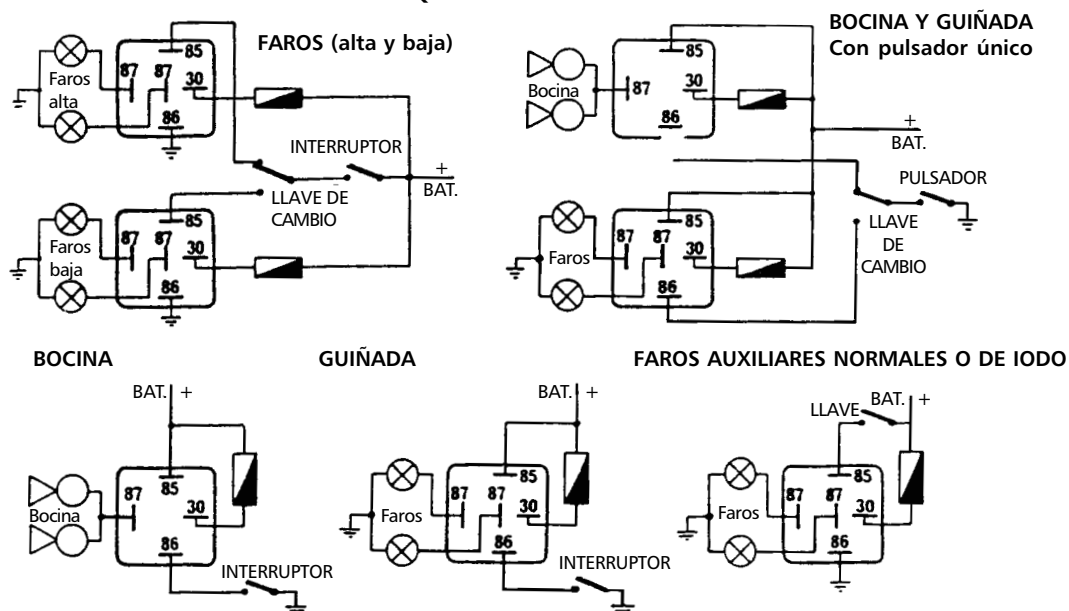 FAROS (alta y baja)
85
87
87
30
86
Faros
alta
INTERRUPTOR
+
BAT.
LLAVE DE
CAMBIO
85
87
87
30
86
Faros
baja
BOCINA Y GUIÑADA
Con pulsador único
85
30
87
86
Bocina
+
BAT.
PULSADOR
LLAVE
DE
CAMBIO
85
87
87
30
86
Faros
BOCINA
BAT. +
87
85
30
86
Bocina
INTERRUPTOR
GUIÑADA
BAT. +
85
87
87
30
86
Faros
INTERRUPTOR
FAROS AUXILIARES NORMALES O DE IODO
BAT. +
LLAVE
85
87
87
30
86
Faros